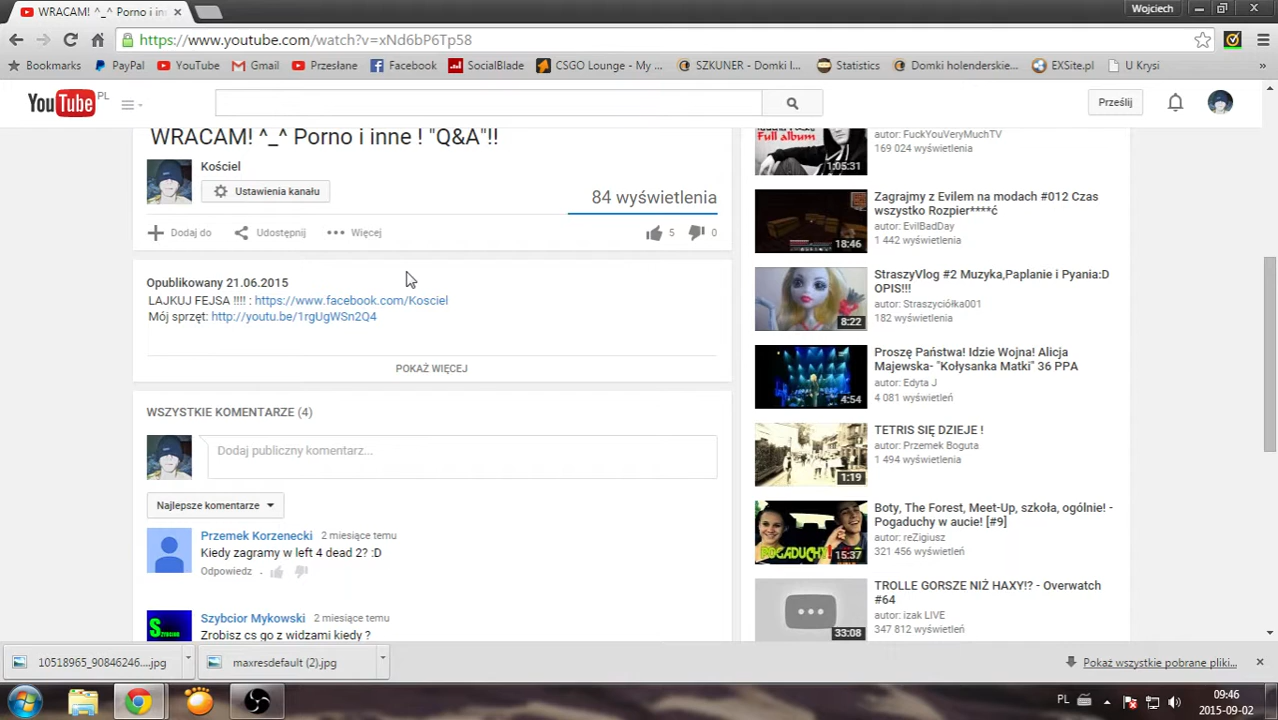 WRACAM! ^_^ Porno i in
Wojciech
https://www.youtube.com/watch?v=xNd6bP6Tp58
Bookmarks
PayPal
YouTube
Gmail
Przesłane
Facebook
SocialBlade
CSGO Lounge - My ...
SZKUNER - Domki l...
Statistics
Domki holenderskie...
EXSite.pl
U Krysi
»
YouTube PL
Prześlij
WRACAM! ^_^ Porno i inne ! "Q&A"!!
Kościel
Ustawienia kanału
84 wyświetlenia
Dodaj do
Udostępnij
Więcej
5
0
Opublikowany 21.06.2015
LAJKUJ FEJSA !!!! : https://www.facebook.com/Kosciel
Mój sprzęt: http://youtu.be/1rgUgWSn2Q4
POKAŻ WIĘCEJ
WSZYSTKIE KOMENTARZE (4)
Dodaj publiczny komentarz...
Najlepsze komentarze
Przemek Korzenecki 2 miesiące temu
Kiedy zagramy w left 4 dead 2? :D
Odpowiedz
Szybcior Mykowski 2 miesiące temu
Zrobisz cs go z widzami kiedy ?
Full album
1:05:31
autor: FuckYouVeryMuchTV
169 024 wyświetlenia
18:46
Zagrajmy z Evilem na modach #012 Czas
wszystko Rozpier****ć
autor: EvilBadDay
1 442 wyświetlenia
8:22
StraszyVlog #2 Muzyka,Paplanie i Pyania:D
OPIS!!!
autor: Straszyciółka001
182 wyświetlenia
4:54
Proszę Państwa! Idzie Wojna! Alicja
Majewska- "Kołysanka Matki" 36 PPA
autor: Edyta J
4 081 wyświetleń
1:19
TETRIS SIĘ DZIEJE !
autor: Przemek Boguta
1 494 wyświetlenia
POGADUCHY
15:37
Boty, The Forest, Meet-Up, szkoła, ogólnie! -
Pogaduchy w aucie! [#9]
autor: reZigiusz
321 456 wyświetleń
33:08
TROLLE GORSZE NIŻ HAXY!? - Overwatch
#64
autor: izak LIVE
347 812 wyświetleń
10518965_90846246....jpg
maxresdefault (2).jpg
Pokaż wszystkie pobrane pliki...
PL
09:46
2015-09-02